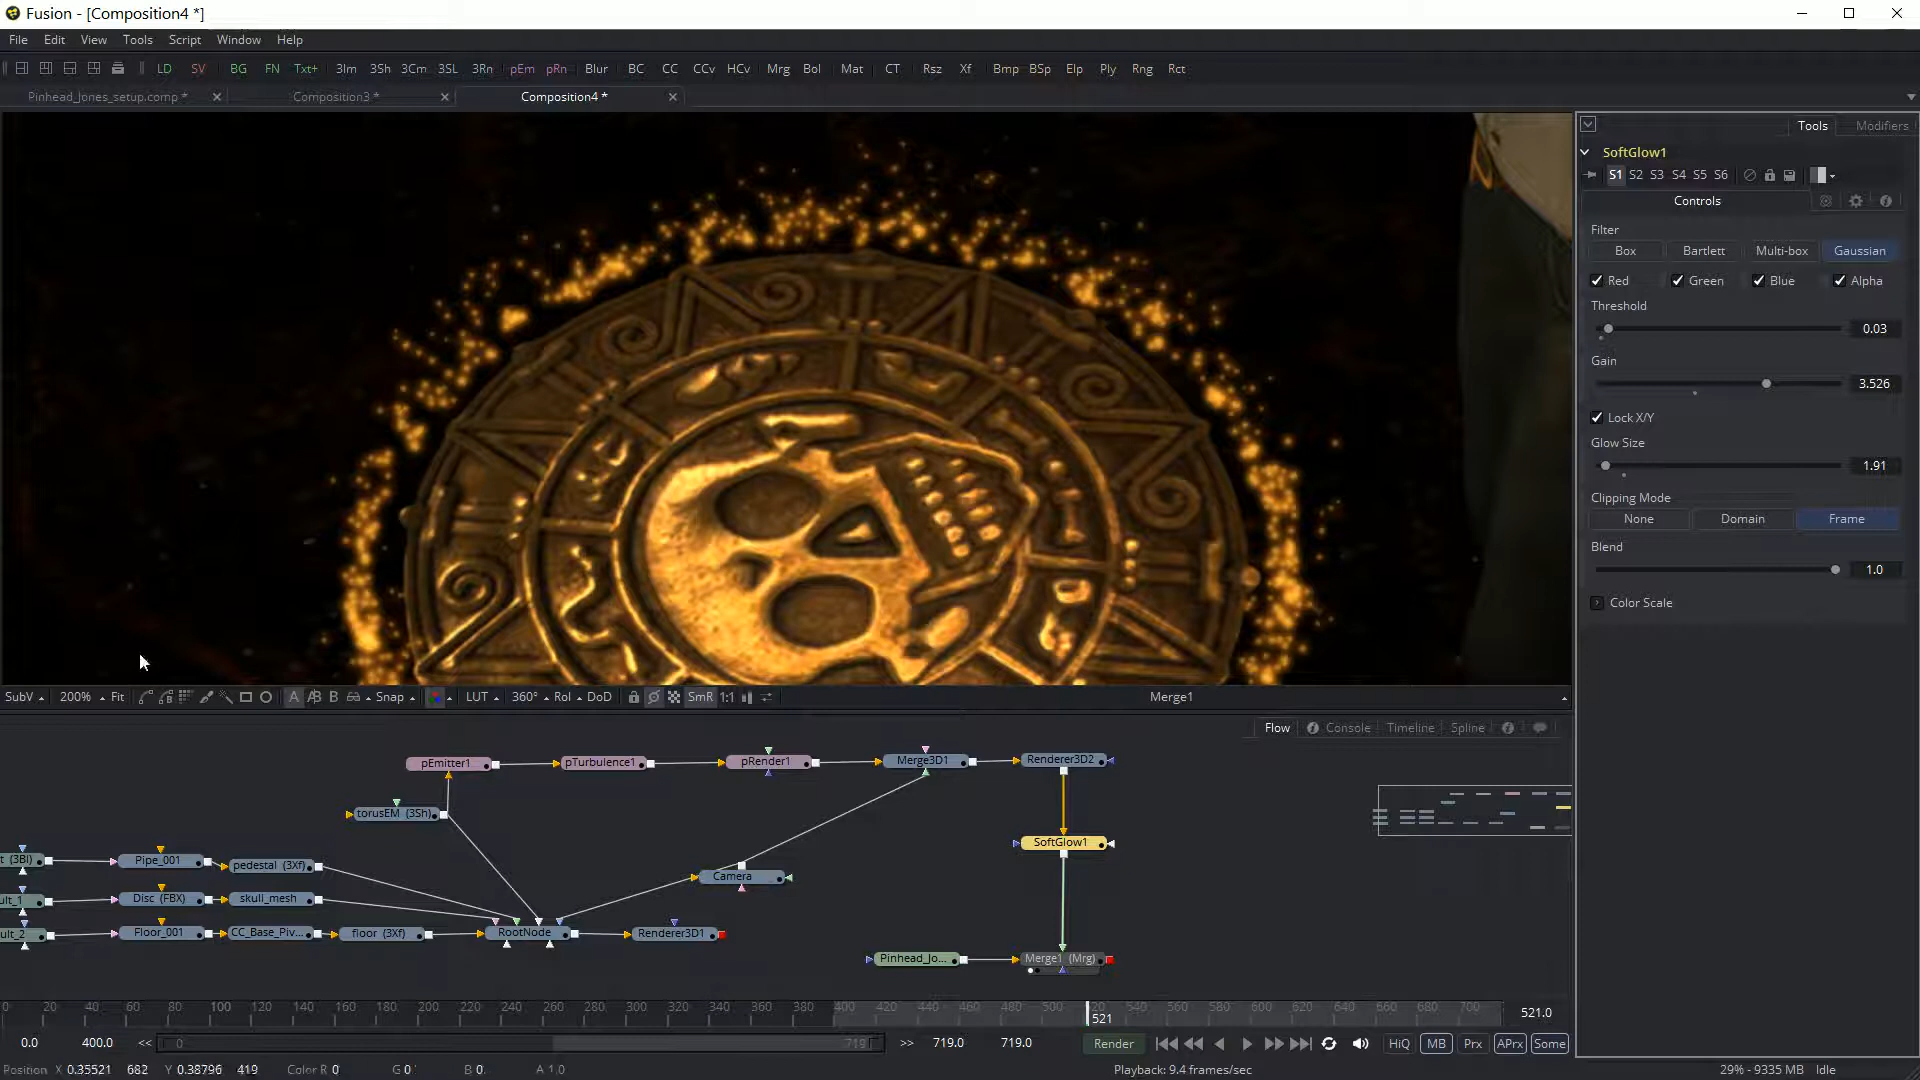 Fusion - [Composition4 *]
File Edit View Tools Script Window Help
LD SV BG FN Txt+ 3Im 3Sh 3Cm 3SL 3Rn pEm pRn Blur BC CC CCv HCv Mrg Bol Mat CT Rsz Xf Bmp BSp Elp Ply Rng Rct
Pinhead_Jones_setup.comp * Composition3 * Composition4 *
Tools Modifiers
SoftGlow1
S1 S2 S3 S4 S5 S6
Controls
Filter
Box Bartlett Multi-box Gaussian
Red Green Blue Alpha
Threshold
0.03
Gain
3.526
Lock X/Y
Glow Size
1.91
Clipping Mode
None Domain Frame
Blend
1.0
Color Scale
SubV 200% Fit A B Snap LUT 360° RoI DoD SmR 1:1 Merge1
Flow Console Timeline Spline
pEmitter1 pTurbulence1 pRender1 Merge3D1 Renderer3D2
torusEM (3Sh)
SoftGlow1
t (3BI) Pipe_001 pedestal (3Xf)
Camera
ult_1 Disc (FBX) skull_mesh
ult_2 Floor_001 CC_Base_Piv... floor (3Xf) RootNode Renderer3D1
Pinhead_Jo... Merge1 (Mrg)
0 20 40 60 80 100 120 140 160 180 200 220 240 260 280 300 320 340 360 380 400 420 440 460 480 500 520 540 560 580 600 620 640 660 680 700
521 521.0
0.0 400.0 << 0 719 >> 719.0 719.0 Render HiQ MB Prx APrx Some
Position X 0.35521 682 Y 0.38796 419 Color R 0 G 0 B 0 A 1.0 Playback: 9.4 frames/sec 29% - 9335 MB Idle